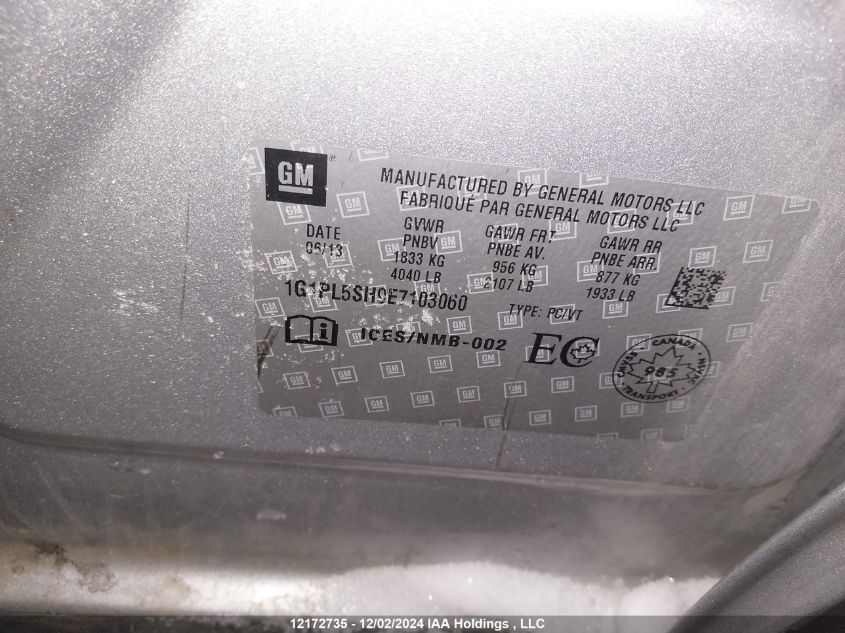 GM
MANUFACTURED BY GENERAL MOTORS LLC
FABRIQUÉ PAR GENERAL MOTORS LLC
DATE
06/13
GVWR
PNBV
1833 KG
4040 LB
GAWR FRT
PNBE AV.
956 KG
2107 LB
GAWR RR
PNBE ARR.
877 KG
1933 LB
1G1PL5SH9E7103060
TYPE: PC/VT
i ICES/NMB-002
EC
CANADA
985
TRANSPORT
12172735 - 12/02/2024 IAA Holdings , LLC